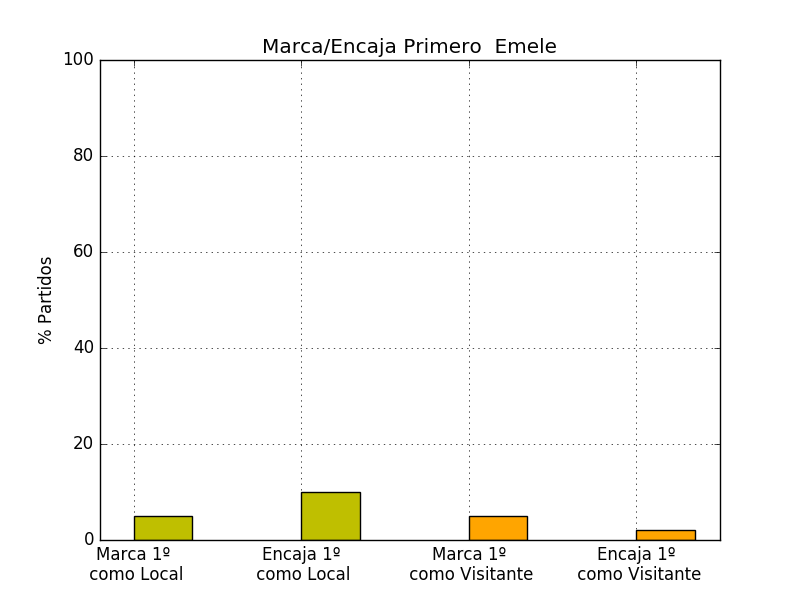 Marca/Encaja Primero  Emele
100
80
60
40
20
0
% Partidos
Marca 1º
como Local
Encaja 1º
como Local
Marca 1º
como Visitante
Encaja 1º
como Visitante